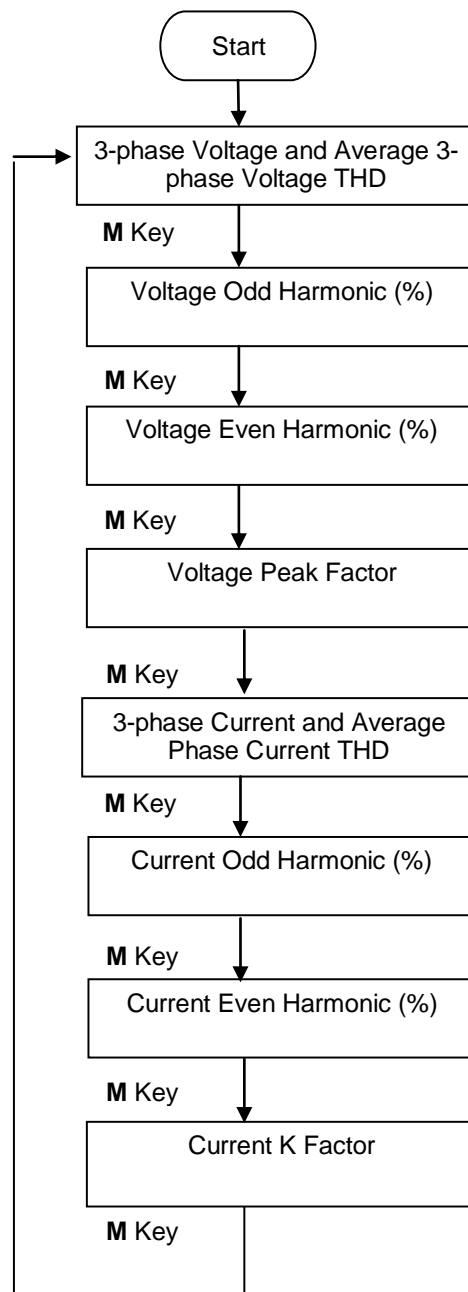 Start
3-phase Voltage and Average 3-
phase Voltage THD
M Key
Voltage Odd Harmonic (%)
M Key
Voltage Even Harmonic (%)
M Key
Voltage Peak Factor
M Key
3-phase Current and Average
Phase Current THD
M Key
Current Odd Harmonic (%)
M Key
Current Even Harmonic (%)
M Key
Current K Factor
M Key